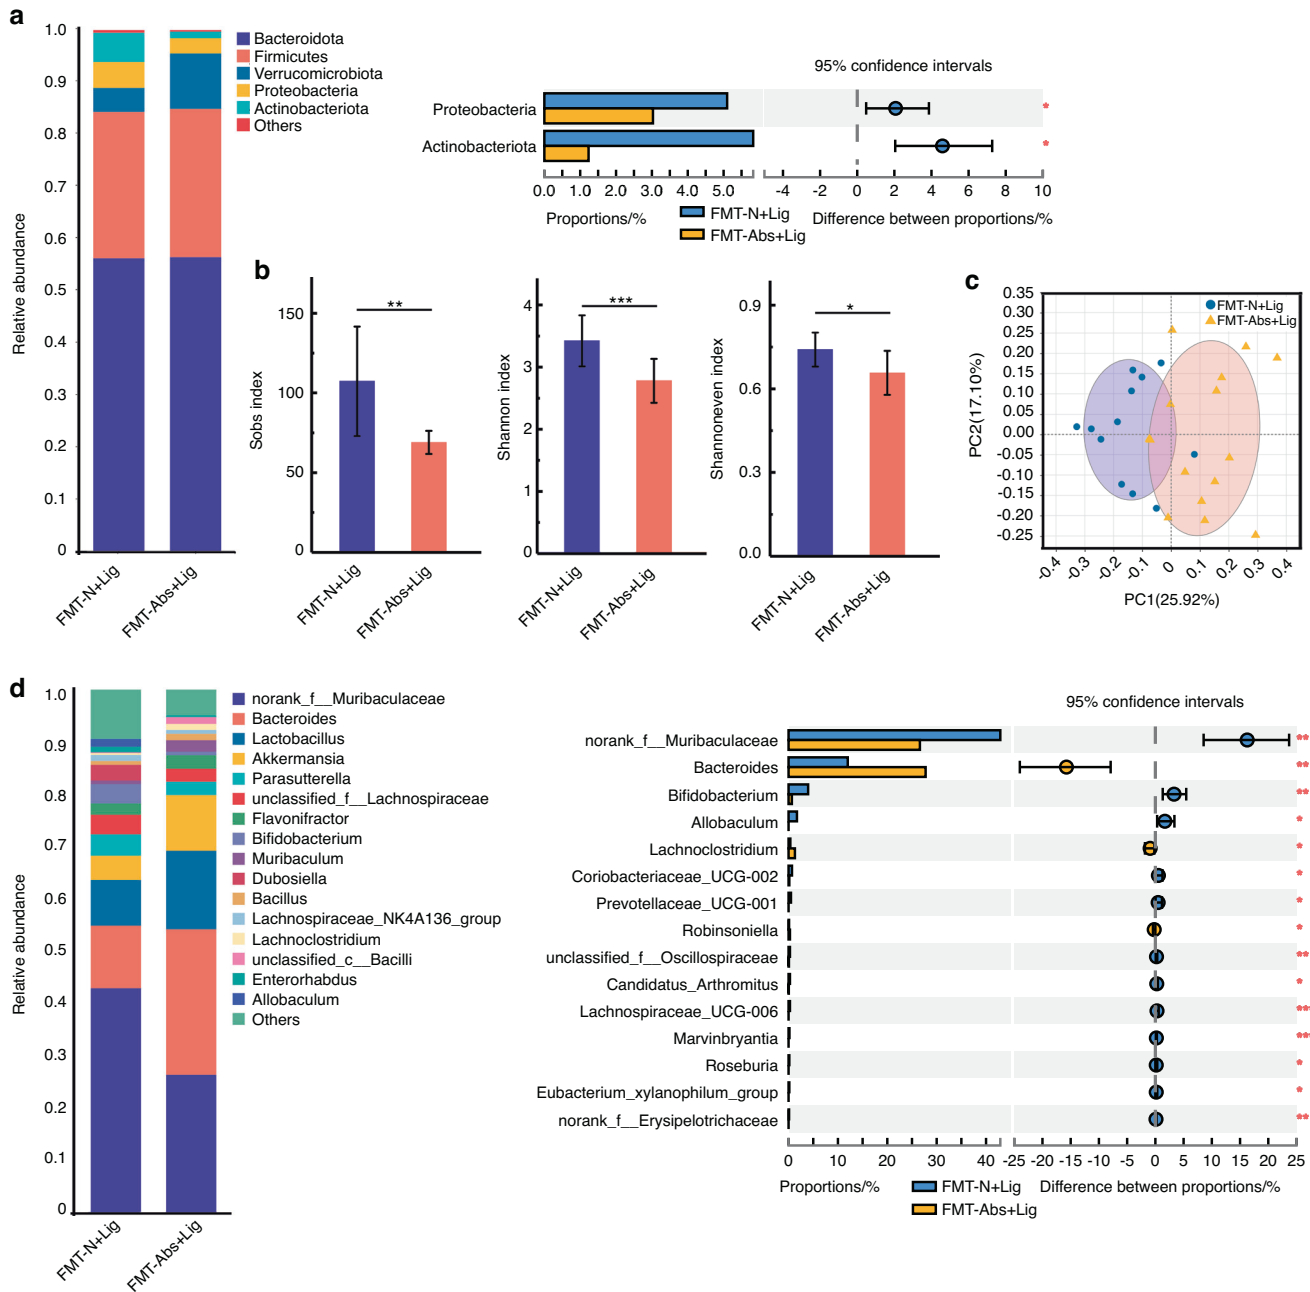 a
1.0
0.9
0.8
0.7
0.6
0.5
0.4
0.3
0.2
0.1
0
Relative abundance
FMT-N+Lig
FMT-Abs+Lig
Bacteroidota
Firmicutes
Verrucomicrobiota
Proteobacteria
Actinobacteriota
Others
95% confidence intervals
Proteobacteria
*
Actinobacteriota
*
0.0 1.0 2.0 3.0 4.0 5.0
-4 -2 0 2 4 6 8 10
Proportions/%
Difference between proportions/%
FMT-N+Lig
FMT-Abs+Lig
b
Sobs index
150
100
50
0
**
FMT-N+Lig
FMT-Abs+Lig
Shannon index
4
3
2
1
0
***
FMT-N+Lig
FMT-Abs+Lig
Shannoneven index
0.9
0.6
0.3
0.0
*
FMT-N+Lig
FMT-Abs+Lig
c
PC2(17.10%)
0.35
0.30
0.25
0.20
0.15
0.10
0.05
0.00
-0.05
-0.10
-0.15
-0.20
-0.25
FMT-N+Lig
FMT-Abs+Lig
-0.4 -0.3 -0.2 -0.1 0 0.1 0.2 0.3 0.4
PC1(25.92%)
d
1.0
0.9
0.8
0.7
0.6
0.5
0.4
0.3
0.2
0.1
0
Relative abundance
FMT-N+Lig
FMT-Abs+Lig
norank_f__Muribaculaceae
Bacteroides
Lactobacillus
Akkermansia
Parasutterella
unclassified_f__Lachnospiraceae
Flavonifractor
Bifidobacterium
Muribaculum
Dubosiella
Bacillus
Lachnospiraceae_NK4A136_group
Lachnoclostridium
unclassified_c__Bacilli
Enterorhabdus
Allobaculum
Others
95% confidence intervals
norank_f__Muribaculaceae **
Bacteroides **
Bifidobacterium **
Allobaculum *
Lachnoclostridium *
Coriobacteriaceae_UCG-002 *
Prevotellaceae_UCG-001 *
Robinsoniella *
unclassified_f__Oscillospiraceae **
Candidatus_Arthromitus *
Lachnospiraceae_UCG-006 ***
Marvinbryantia ***
Roseburia *
Eubacterium_xylanophilum_group *
norank_f__Erysipelotrichaceae **
0 10 20 30 40
-25 -20 -15 -10 -5 0 5 10 15 20 25
Proportions/%
FMT-N+Lig
Difference between proportions/%
FMT-Abs+Lig